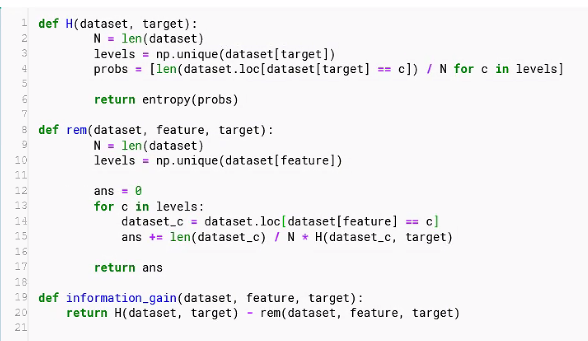 1 def H(dataset, target):
2         N = len(dataset)
3         levels = np.unique(dataset[target])
4         probs = [len(dataset.loc[dataset[target] == c]) / N for c in levels]
5
6         return entropy(probs)
7
8 def rem(dataset, feature, target):
9         N = len(dataset)
10         levels = np.unique(dataset[feature])
11
12         ans = 0
13         for c in levels:
14             dataset_c = dataset.loc[dataset[feature] == c]
15             ans += len(dataset_c) / N * H(dataset_c, target)
16
17         return ans
18
19 def information_gain(dataset, feature, target):
20     return H(dataset, target) - rem(dataset, feature, target)
21